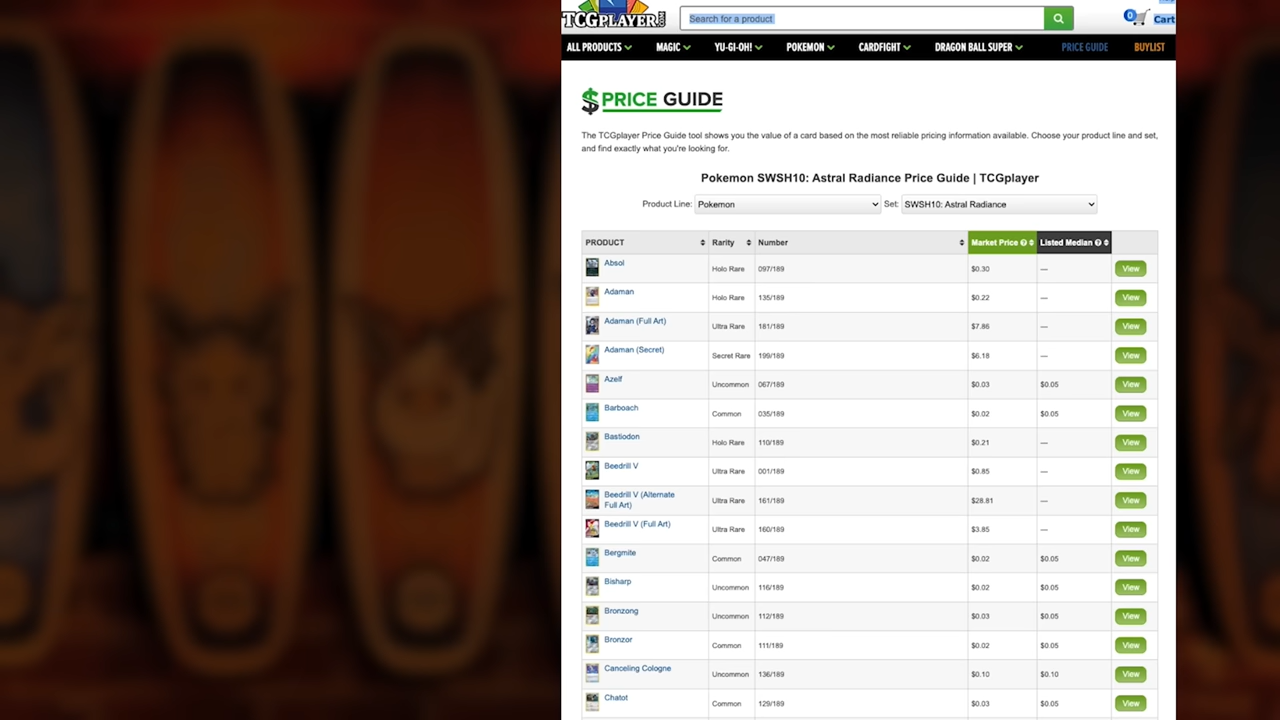 TCGPLAYER.COM
Search for a product
0
Cart
ALL PRODUCTS
MAGIC
YU-GI-OH!
POKEMON
CARDFIGHT
DRAGON BALL SUPER
PRICE GUIDE
BUYLIST
$ PRICE GUIDE
The TCGplayer Price Guide tool shows you the value of a card based on the most reliable pricing information available. Choose your product line and set,
and find exactly what you're looking for.
Pokemon SWSH10: Astral Radiance Price Guide | TCGplayer
Product Line: Pokemon Set: SWSH10: Astral Radiance
PRODUCT Rarity Number Market Price Listed Median
Absol Holo Rare 097/189 $0.30 — View
Adaman Holo Rare 135/189 $0.22 — View
Adaman (Full Art) Ultra Rare 181/189 $7.86 — View
Adaman (Secret) Secret Rare 199/189 $6.18 — View
Azelf Uncommon 067/189 $0.03 $0.05 View
Barboach Common 035/189 $0.02 $0.05 View
Bastiodon Holo Rare 110/189 $0.21 — View
Beedrill V Ultra Rare 001/189 $0.85 — View
Beedrill V (Alternate
Full Art) Ultra Rare 161/189 $28.81 — View
Beedrill V (Full Art) Ultra Rare 160/189 $3.85 — View
Bergmite Common 047/189 $0.02 $0.05 View
Bisharp Uncommon 116/189 $0.02 $0.05 View
Bronzong Uncommon 112/189 $0.03 $0.05 View
Bronzor Common 111/189 $0.02 $0.05 View
Canceling Cologne Uncommon 136/189 $0.10 $0.10 View
Chatot Common 129/189 $0.03 $0.05 View